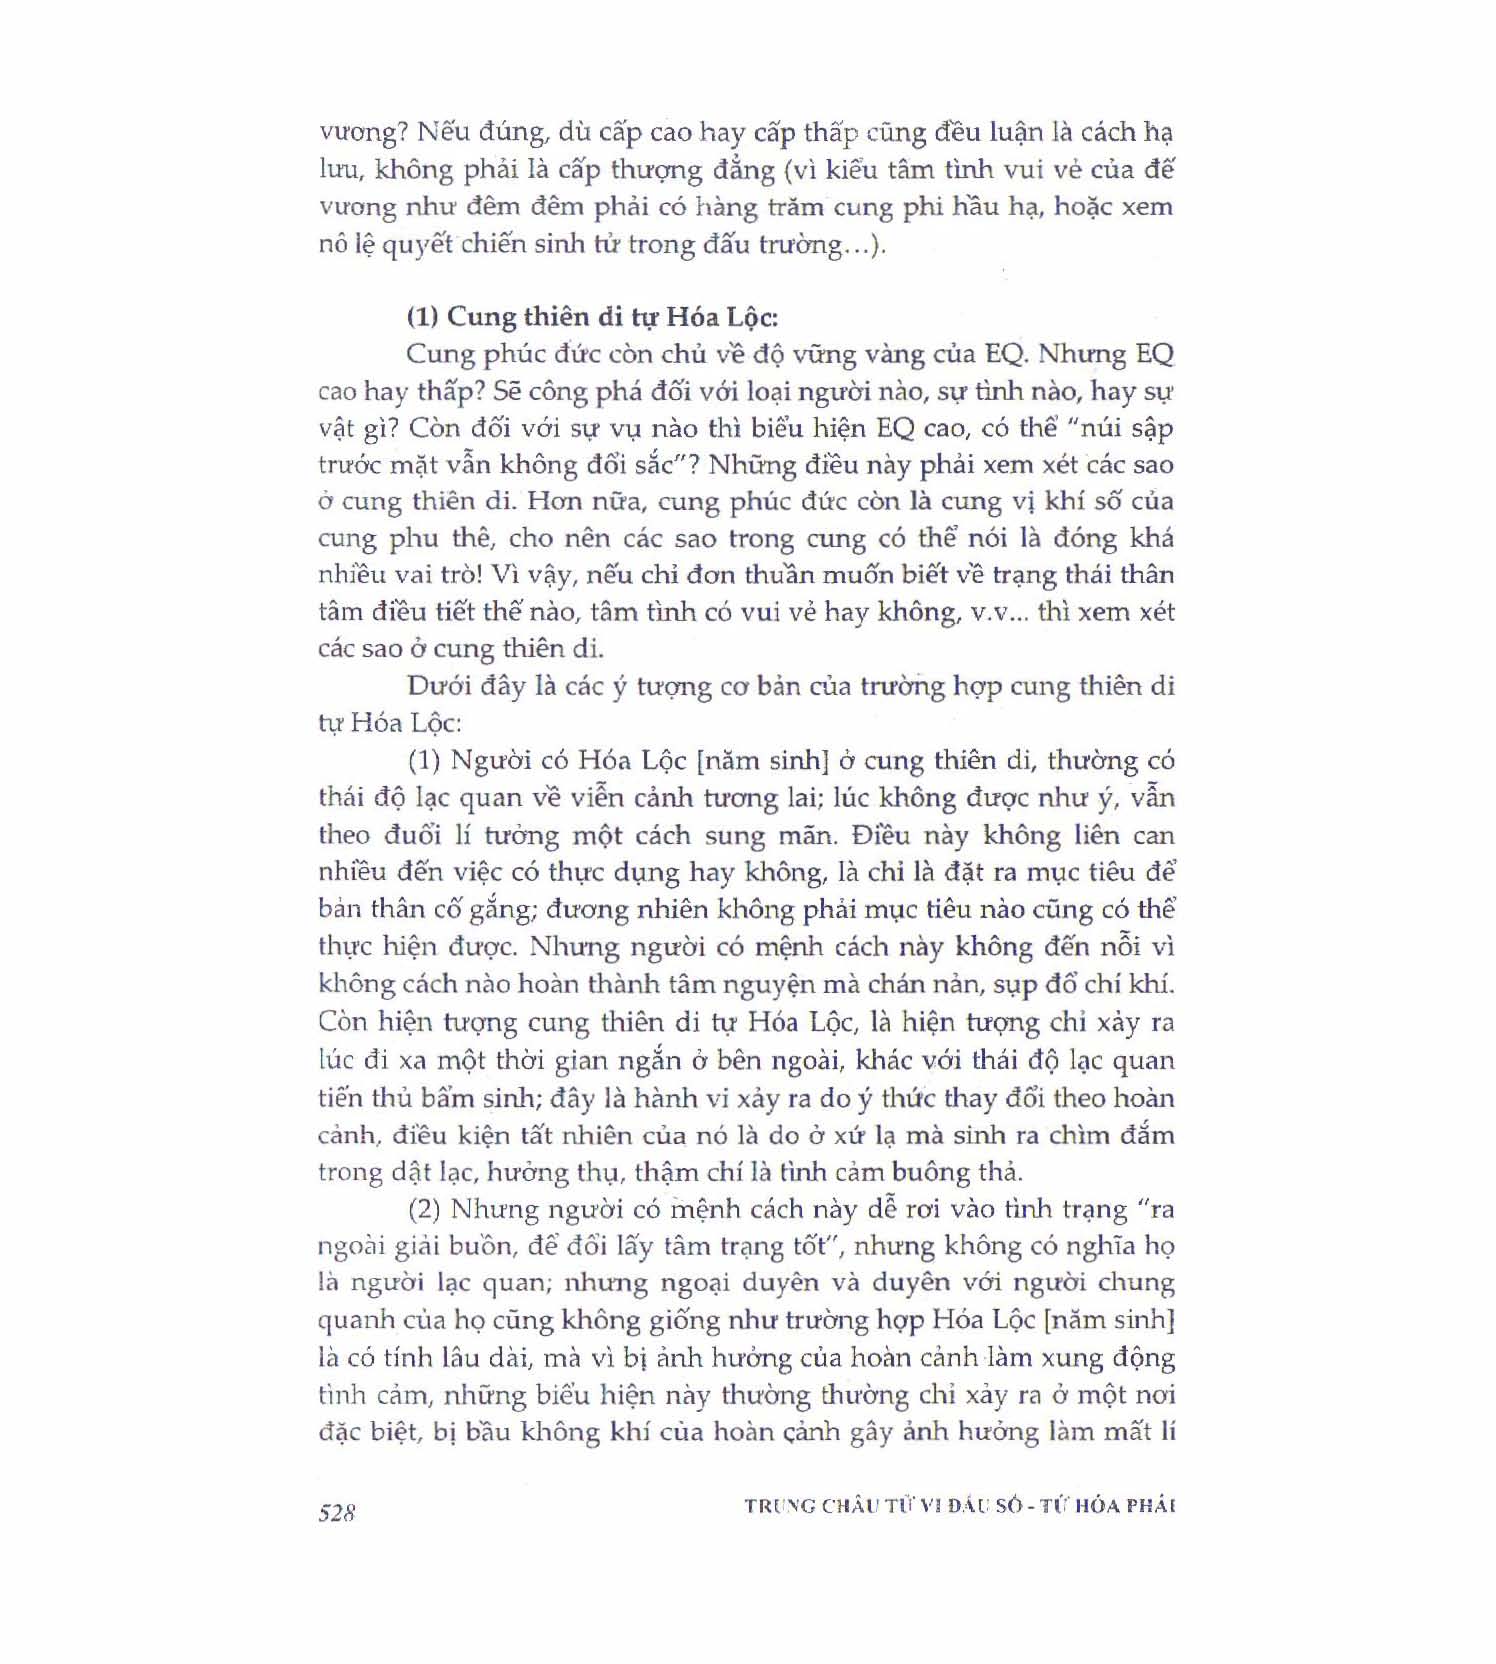 vương? Nếu đúng, dù cấp cao hay cấp thấp cũng đều luận là cách hạ
lưu, không phải là cấp thượng đẳng (vì kiểu tâm tình vui vẻ của đế
vương như đêm đêm phải có hàng trăm cung phi hầu hạ, hoặc xem
nô lệ quyết chiến sinh tử trong đấu trường...).
(1) Cung thiên di tự Hóa Lộc:
Cung phúc đức còn chủ về độ vững vàng của EQ. Nhưng EQ
cao hay thấp? Sẽ công phá đối với loại người nào, sự tình nào, hay sự
vật gì? Còn đối với sự vụ nào thì biểu hiện EQ cao, có thể "núi sập
trước mặt vẫn không đổi sắc"? Những điều này phải xem xét các sao
ở cung thiên di. Hơn nữa, cung phúc đức còn là cung vị khí số của
cung phu thê, cho nên các sao trong cung có thể nói là đóng khá
nhiều vai trò! Vì vậy, nếu chỉ đơn thuần muốn biết về trạng thái thân
tâm điều tiết thế nào, tâm tình có vui vẻ hay không, v.v... thì xem xét
các sao ở cung thiên di.
Dưới đây là các ý tượng cơ bản của trường hợp cung thiên di
tự Hóa Lộc:
(1) Người có Hóa Lộc [năm sinh] ở cung thiên di, thường có
thái độ lạc quan về viễn cảnh tương lai; lúc không được như ý, vẫn
theo đuổi lí tưởng một cách sung mãn. Điều này không liên can
nhiều đến việc có thực dụng hay không, là chỉ là đặt ra mục tiêu để
bản thân cố gắng; đương nhiên không phải mục tiêu nào cũng có thể
thực hiện được. Nhưng người có mệnh cách này không đến nỗi vì
không cách nào hoàn thành tâm nguyện mà chán nản, sụp đổ chí khí.
Còn hiện tượng cung thiên di tự Hóa Lộc, là hiện tượng chỉ xảy ra
lúc đi xa một thời gian ngắn ở bên ngoài, khác với thái độ lạc quan
tiến thủ bẩm sinh; đây là hành vi xảy ra do ý thức thay đổi theo hoàn
cảnh, điều kiện tất nhiên của nó là do ở xứ lạ mà sinh ra chìm đắm
trong dật lạc, hưởng thụ, thậm chí là tình cảm buông thả.
(2) Nhưng người có mệnh cách này dễ rơi vào tình trạng "ra
ngoài giải buồn, để đổi lấy tâm trạng tốt", nhưng không có nghĩa họ
là người lạc quan; nhưng ngoại duyên và duyên với người chung
quanh của họ cũng không giống như trường hợp Hóa Lộc [năm sinh]
là có tính lâu dài, mà vì bị ảnh hưởng của hoàn cảnh làm xung động
tình cảm, những biểu hiện này thường thường chỉ xảy ra ở một nơi
đặc biệt, bị bầu không khí của hoàn cảnh gây ảnh hưởng làm mất lí
528
TRUNG CHÂU TỬ VI ĐẨU SỐ - TỨ HÓA PHÁI